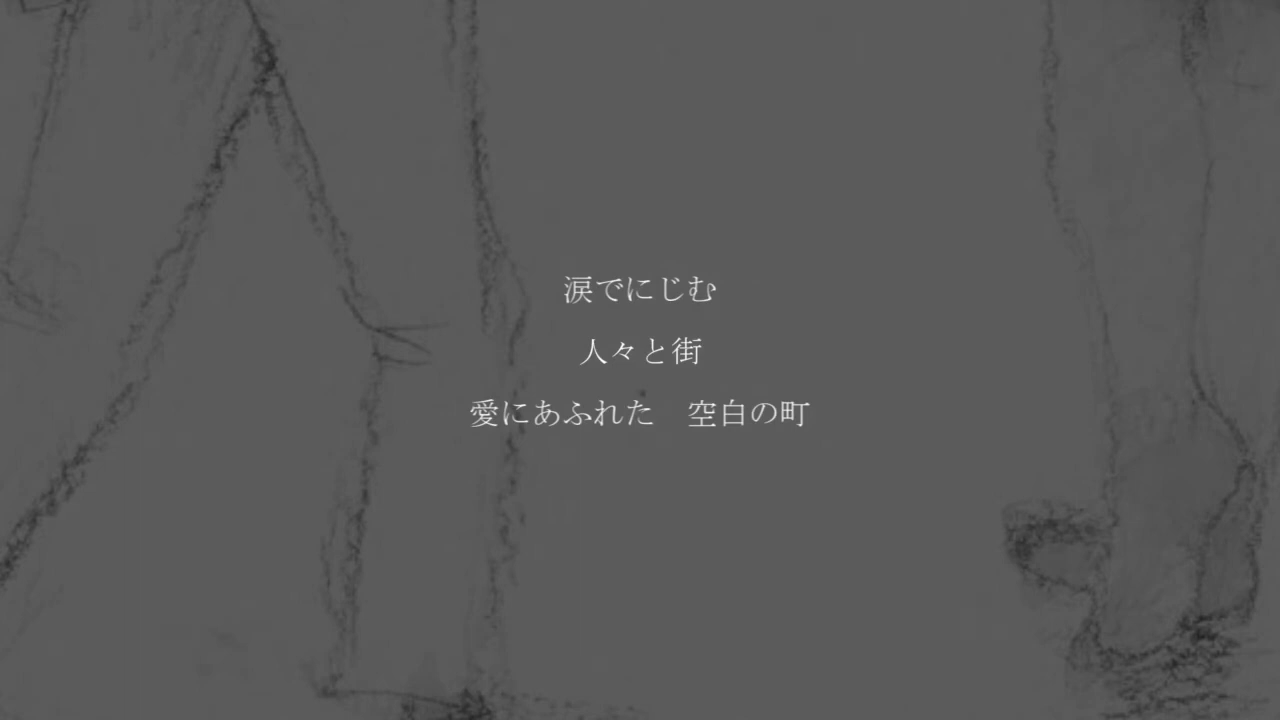 涙でにじむ
人々と街
愛にあふれた　空白の町